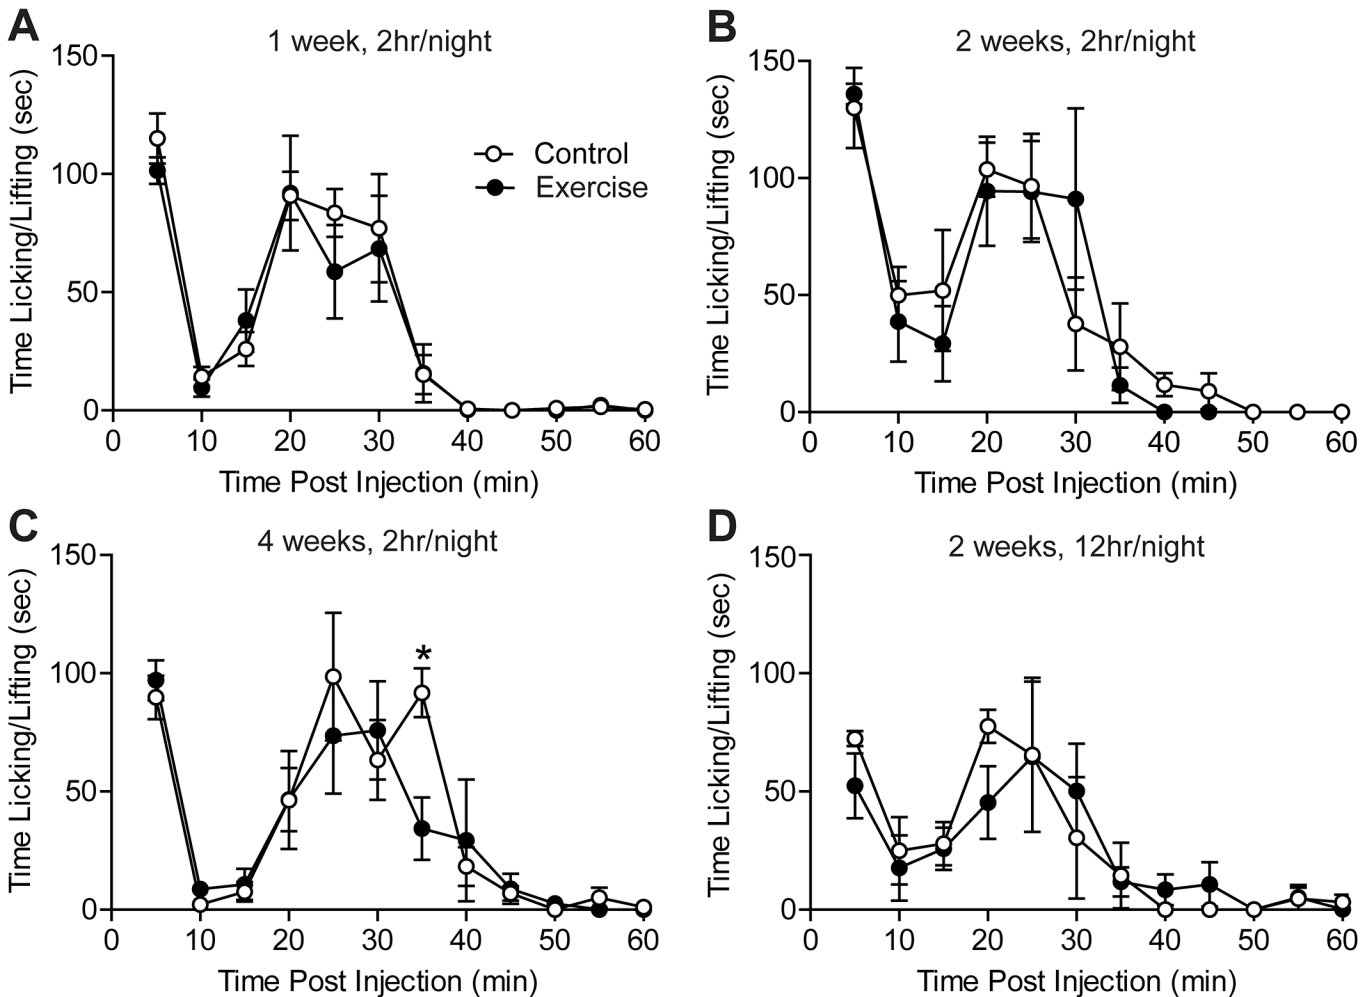 A
1 week, 2hr/night
150
100
50
0
Time Licking/Lifting (sec)
Control
Exercise
0 10 20 30 40 50 60
Time Post Injection (min)
B
2 weeks, 2hr/night
150
100
50
0
Time Licking/Lifting (sec)
0 10 20 30 40 50 60
Time Post Injection (min)
C
4 weeks, 2hr/night
150
100
50
0
Time Licking/Lifting (sec)
*
0 10 20 30 40 50 60
Time Post Injection (min)
D
2 weeks, 12hr/night
150
100
50
0
Time Licking/Lifting (sec)
0 10 20 30 40 50 60
Time Post Injection (min)